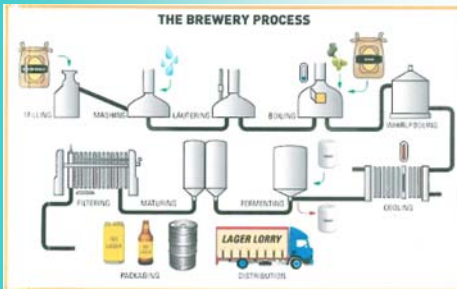 THE BREWERY PROCESS
MILLING
MASHING
LAUTERING
BOILING
WHIRLPOOLING
FILTERING
MATURING
FERMENTING
COOLING
LAGER LORRY
PACKAGING
DISTRIBUTION